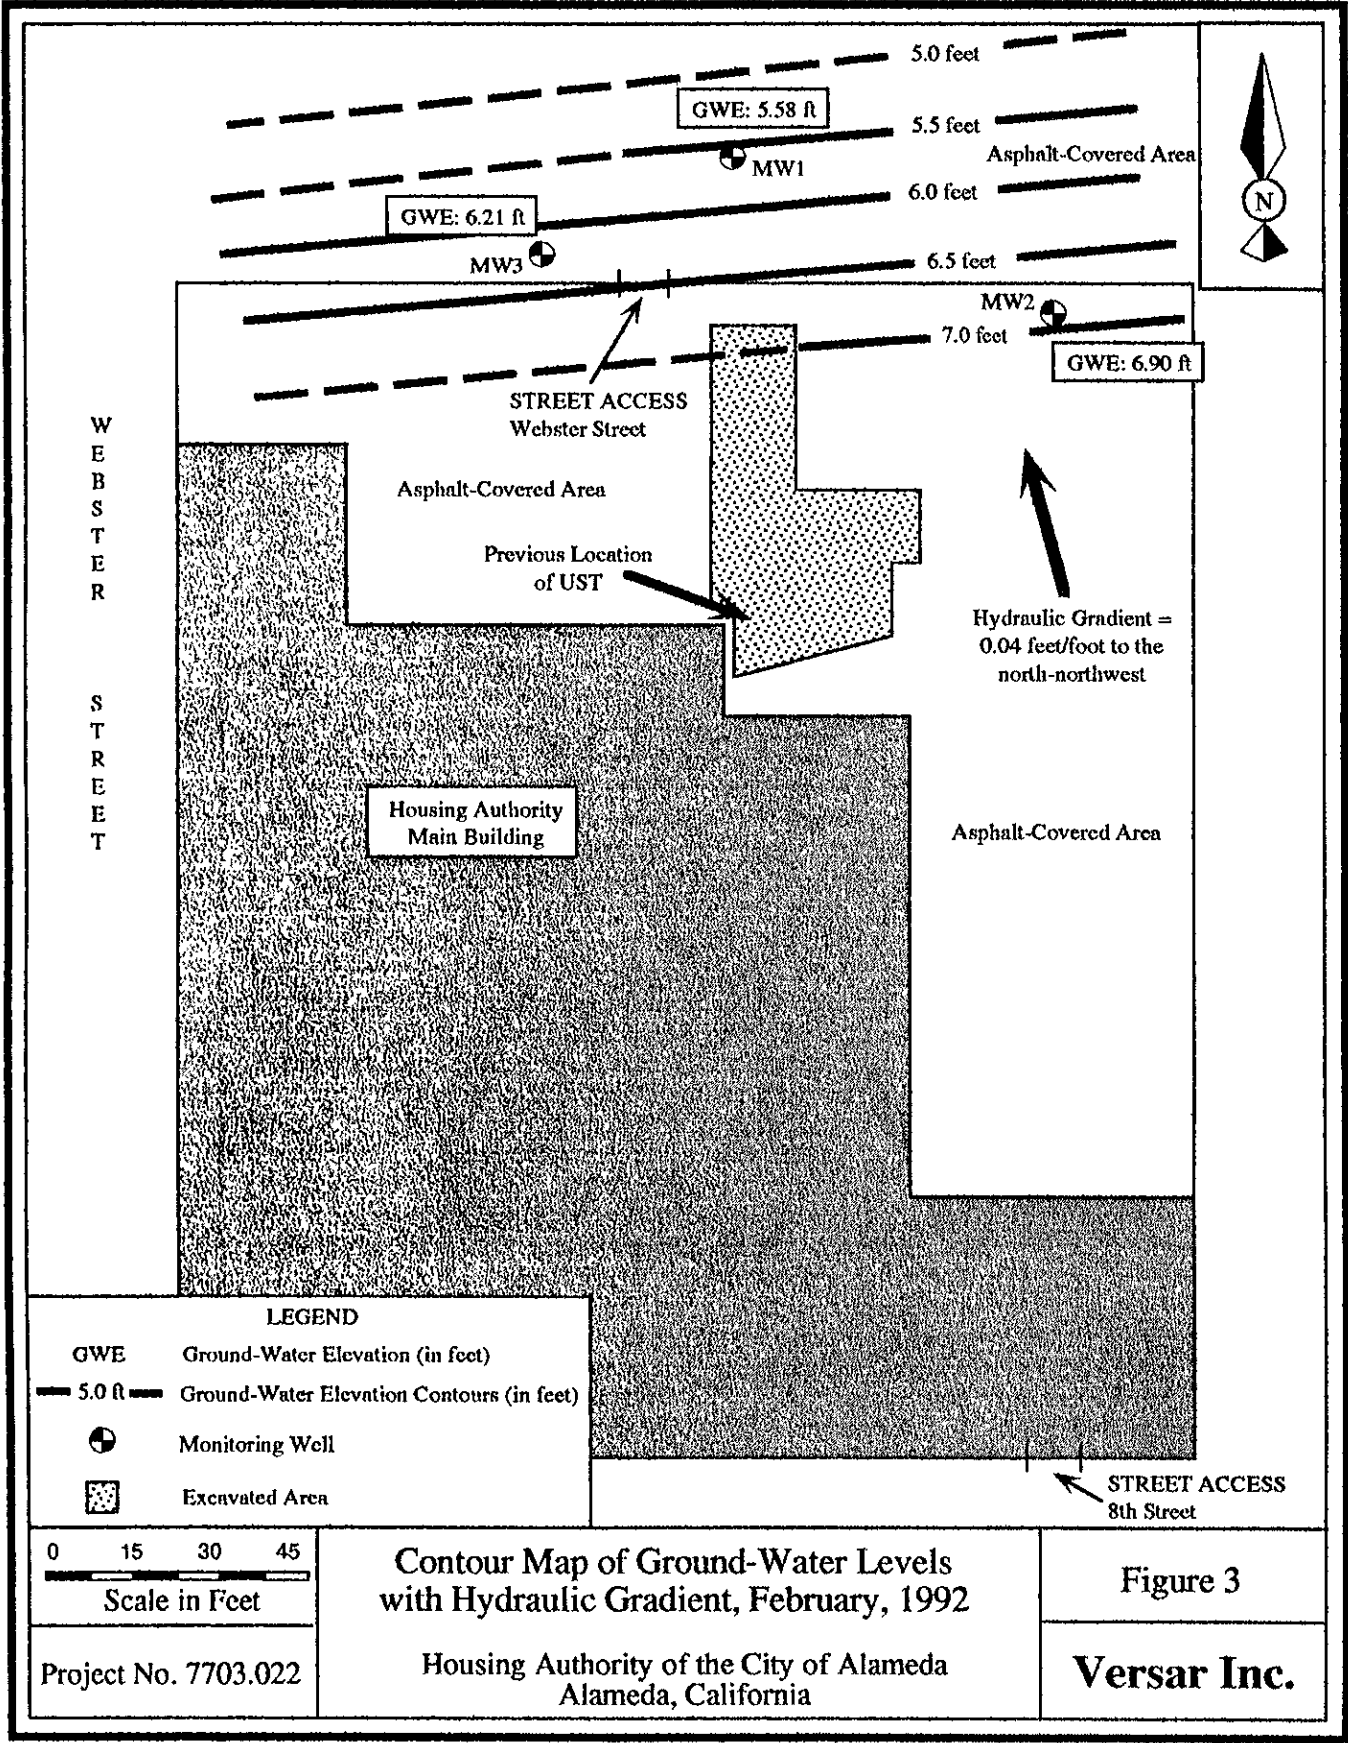 5.0 feet
GWE: 5.58 ft
5.5 feet
MW1
Asphalt-Covered Area
6.0 feet
GWE: 6.21 ft
N
MW3
6.5 feet
MW2
7.0 feet
GWE: 6.90 ft
STREET ACCESS
Webster Street
WEBSTER STREET
Asphalt-Covered Area
Previous Location
of UST
Hydraulic Gradient =
0.04 feet/foot to the
north-northwest
Housing Authority
Main Building
Asphalt-Covered Area
LEGEND
GWE Ground-Water Elevation (in feet)
5.0 ft Ground-Water Elevation Contours (in feet)
Monitoring Well
Excavated Area
STREET ACCESS
8th Street
0 15 30 45
Scale in Feet
Project No. 7703.022
Contour Map of Ground-Water Levels
with Hydraulic Gradient, February, 1992
Housing Authority of the City of Alameda
Alameda, California
Figure 3
Versar Inc.